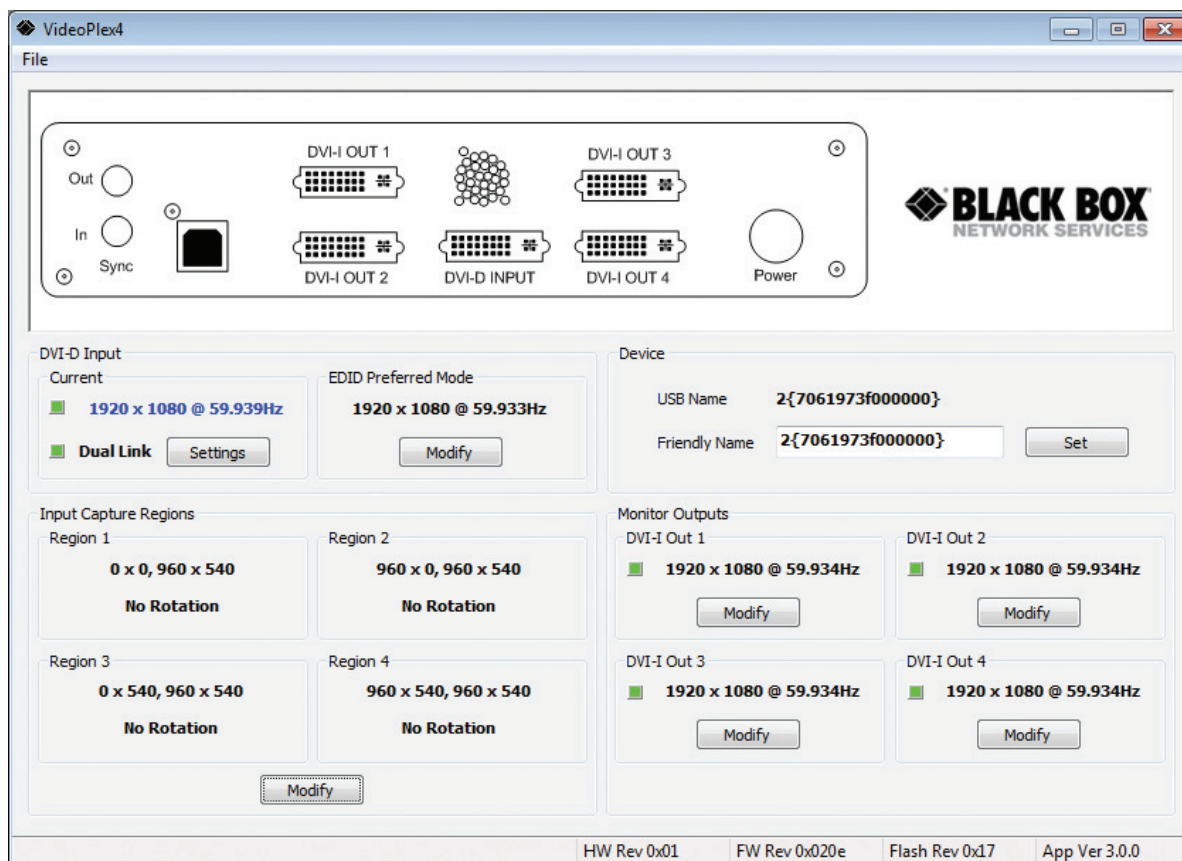 VideoPlex4
File
DVI-I OUT 1
DVI-I OUT 3
Out
In
Sync
DVI-I OUT 2
DVI-D INPUT
DVI-I OUT 4
Power
BLACK BOX
NETWORK SERVICES
DVI-D Input
Current
1920 x 1080 @ 59.939Hz
Dual Link
Settings
EDID Preferred Mode
1920 x 1080 @ 59.933Hz
Modify
Device
USB Name
2{7061973f000000}
Friendly Name
2{7061973f000000}
Set
Input Capture Regions
Region 1
0 x 0, 960 x 540
No Rotation
Region 2
960 x 0, 960 x 540
No Rotation
Region 3
0 x 540, 960 x 540
No Rotation
Region 4
960 x 540, 960 x 540
No Rotation
Modify
Monitor Outputs
DVI-I Out 1
1920 x 1080 @ 59.934Hz
Modify
DVI-I Out 2
1920 x 1080 @ 59.934Hz
Modify
DVI-I Out 3
1920 x 1080 @ 59.934Hz
Modify
DVI-I Out 4
1920 x 1080 @ 59.934Hz
Modify
HW Rev 0x01
FW Rev 0x020e
Flash Rev 0x17
App Ver 3.0.0